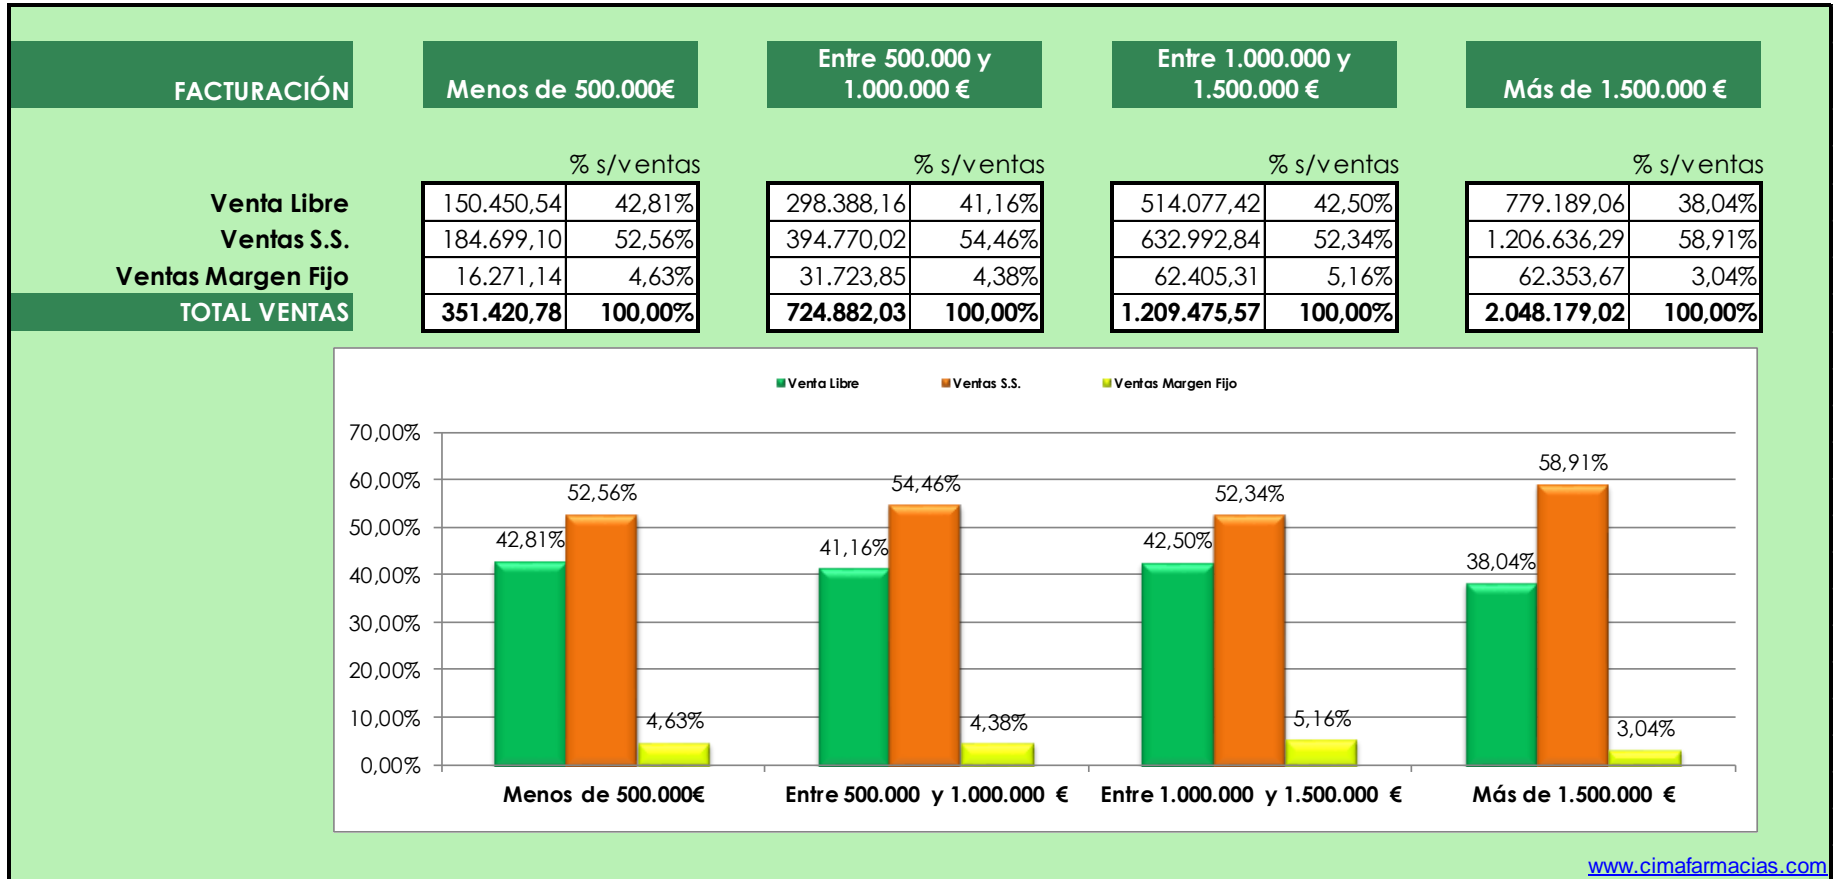 FACTURACIÓN
Menos de 500.000€
Entre 500.000 y
1.000.000 €
Entre 1.000.000 y
1.500.000 €
Más de 1.500.000 €
% s/ventas % s/ventas % s/ventas % s/ventas
Venta Libre 150.450,54 42,81% 298.388,16 41,16% 514.077,42 42,50% 779.189,06 38,04%
Ventas S.S. 184.699,10 52,56% 394.770,02 54,46% 632.992,84 52,34% 1.206.636,29 58,91%
Ventas Margen Fijo 16.271,14 4,63% 31.723,85 4,38% 62.405,31 5,16% 62.353,67 3,04%
TOTAL VENTAS 351.420,78 100,00% 724.882,03 100,00% 1.209.475,57 100,00% 2.048.179,02 100,00%
Venta Libre Ventas S.S. Ventas Margen Fijo
70,00%
60,00%
50,00%
40,00%
30,00%
20,00%
10,00%
0,00%
42,81% 52,56% 4,63%
41,16% 54,46% 4,38%
42,50% 52,34% 5,16%
38,04% 58,91% 3,04%
Menos de 500.000€ Entre 500.000 y 1.000.000 € Entre 1.000.000 y 1.500.000 € Más de 1.500.000 €
www.cimafarmacias.com